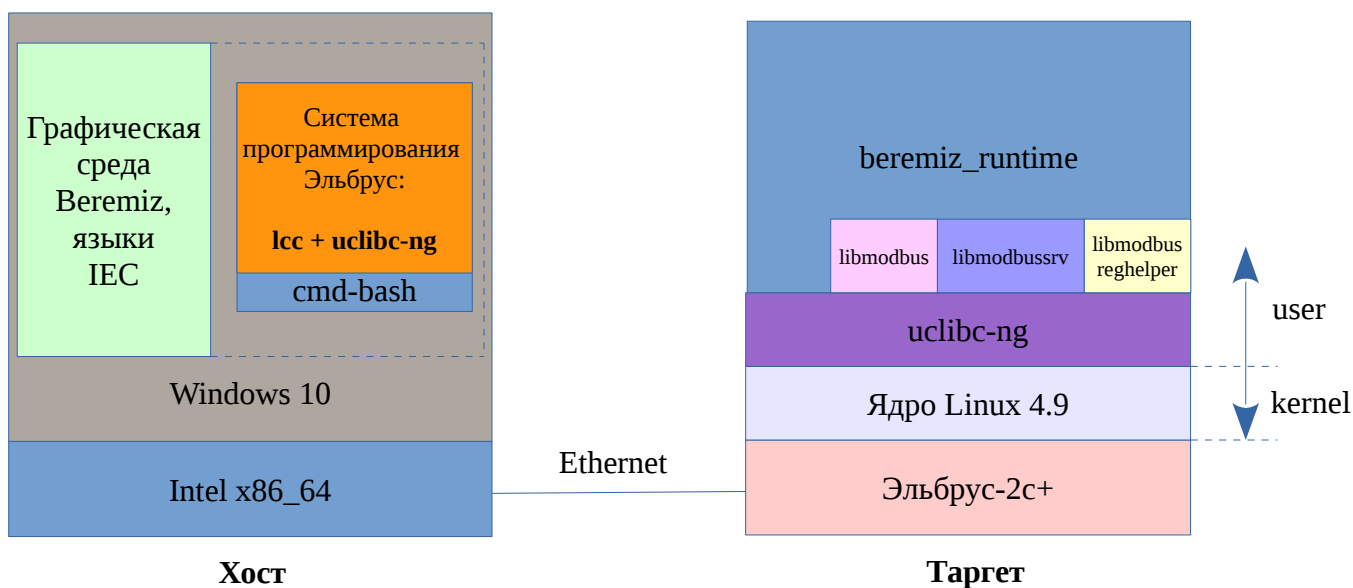 Графическая
среда
Beremiz,
языки
IEC
Система
программирования
Эльбрус:
lcc + uclibc-ng
cmd-bash
Windows 10
Intel x86_64
Хост
Ethernet
beremiz_runtime
libmodbus
libmodbussrv
libmodbus
reghelper
uclibc-ng
Ядро Linux 4.9
Эльбрус-2c+
Таргет
user
kernel